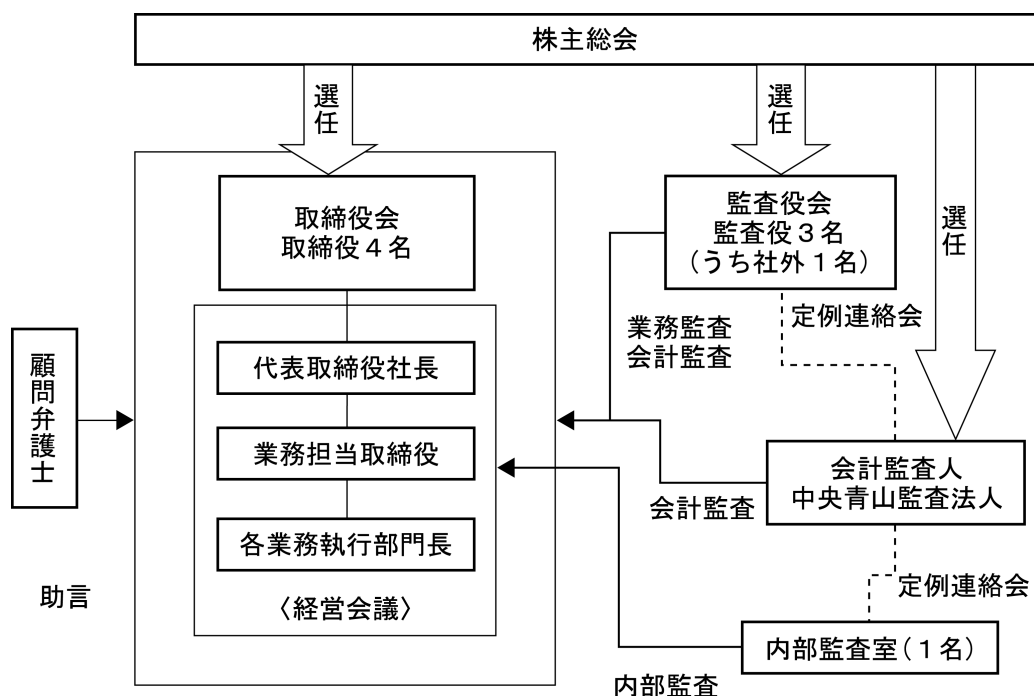 株主総会
選任
選任
選任
取締役会
取締役4名
監査役会
監査役3名
(うち社外1名)
業務監査
会計監査
定例連絡会
顧問弁護士
代表取締役社長
業務担当取締役
各業務執行部門長
〈経営会議〉
会計監査人
中央青山監査法人
会計監査
助言
定例連絡会
内部監査室(1名)
内部監査